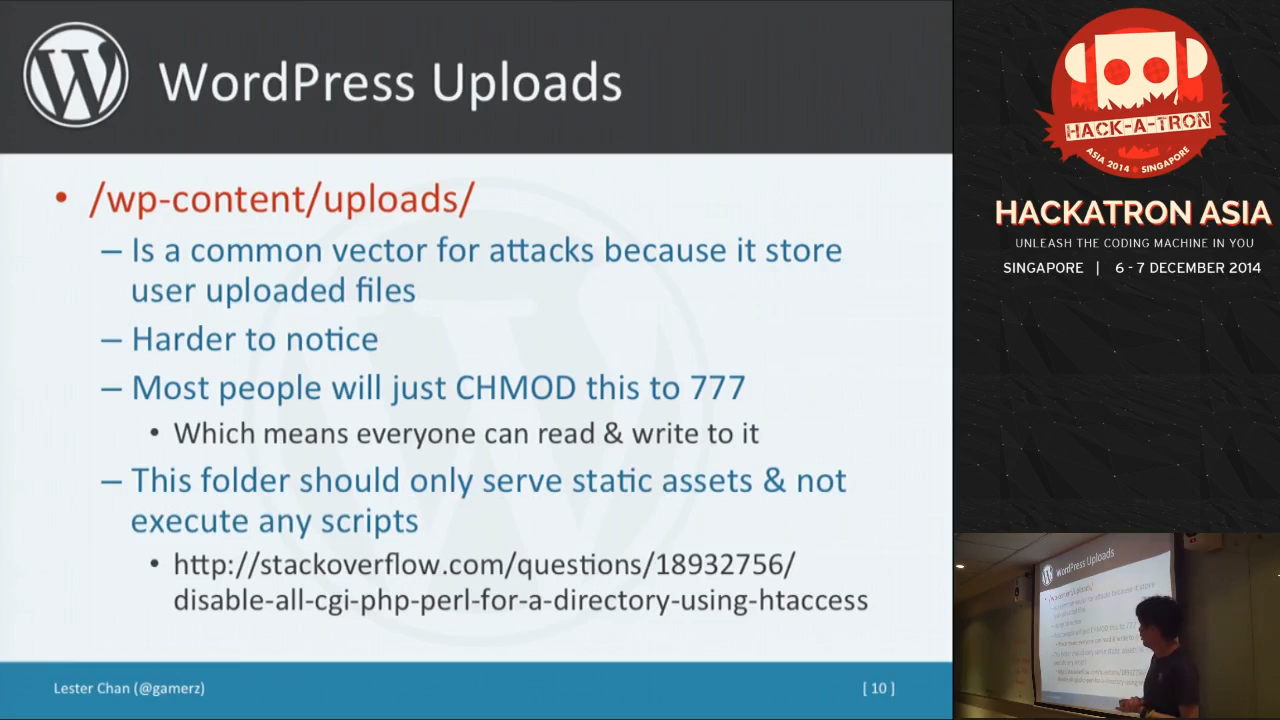 WordPress Uploads
• /wp-content/uploads/
– Is a common vector for attacks because it store
user uploaded files
– Harder to notice
– Most people will just CHMOD this to 777
• Which means everyone can read & write to it
– This folder should only serve static assets & not
execute any scripts
• http://stackoverflow.com/questions/18932756/
disable-all-cgi-php-perl-for-a-directory-using-htaccess
Lester Chan (@gamerz)
[ 10 ]
HACK-A-TRON
ASIA 2014 SINGAPORE
HACKATRON ASIA
UNLEASH THE CODING MACHINE IN YOU
SINGAPORE | 6 - 7 DECEMBER 2014
WordPress Uploads